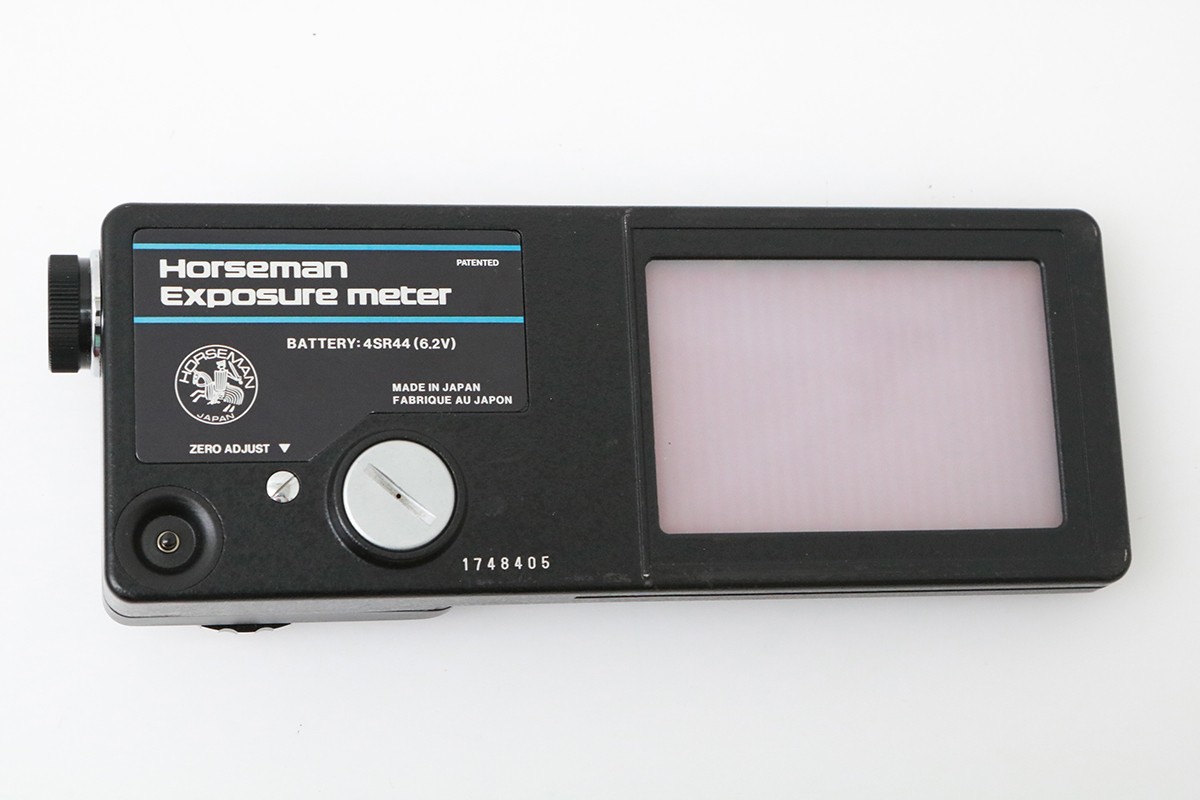 Horseman
PATENTED
Exposure meter
BATTERY: 4SR44 (6.2V)
HORSEMAN
JAPAN
MADE IN JAPAN
FABRIQUE AU JAPON
ZERO ADJUST ▼
1748405